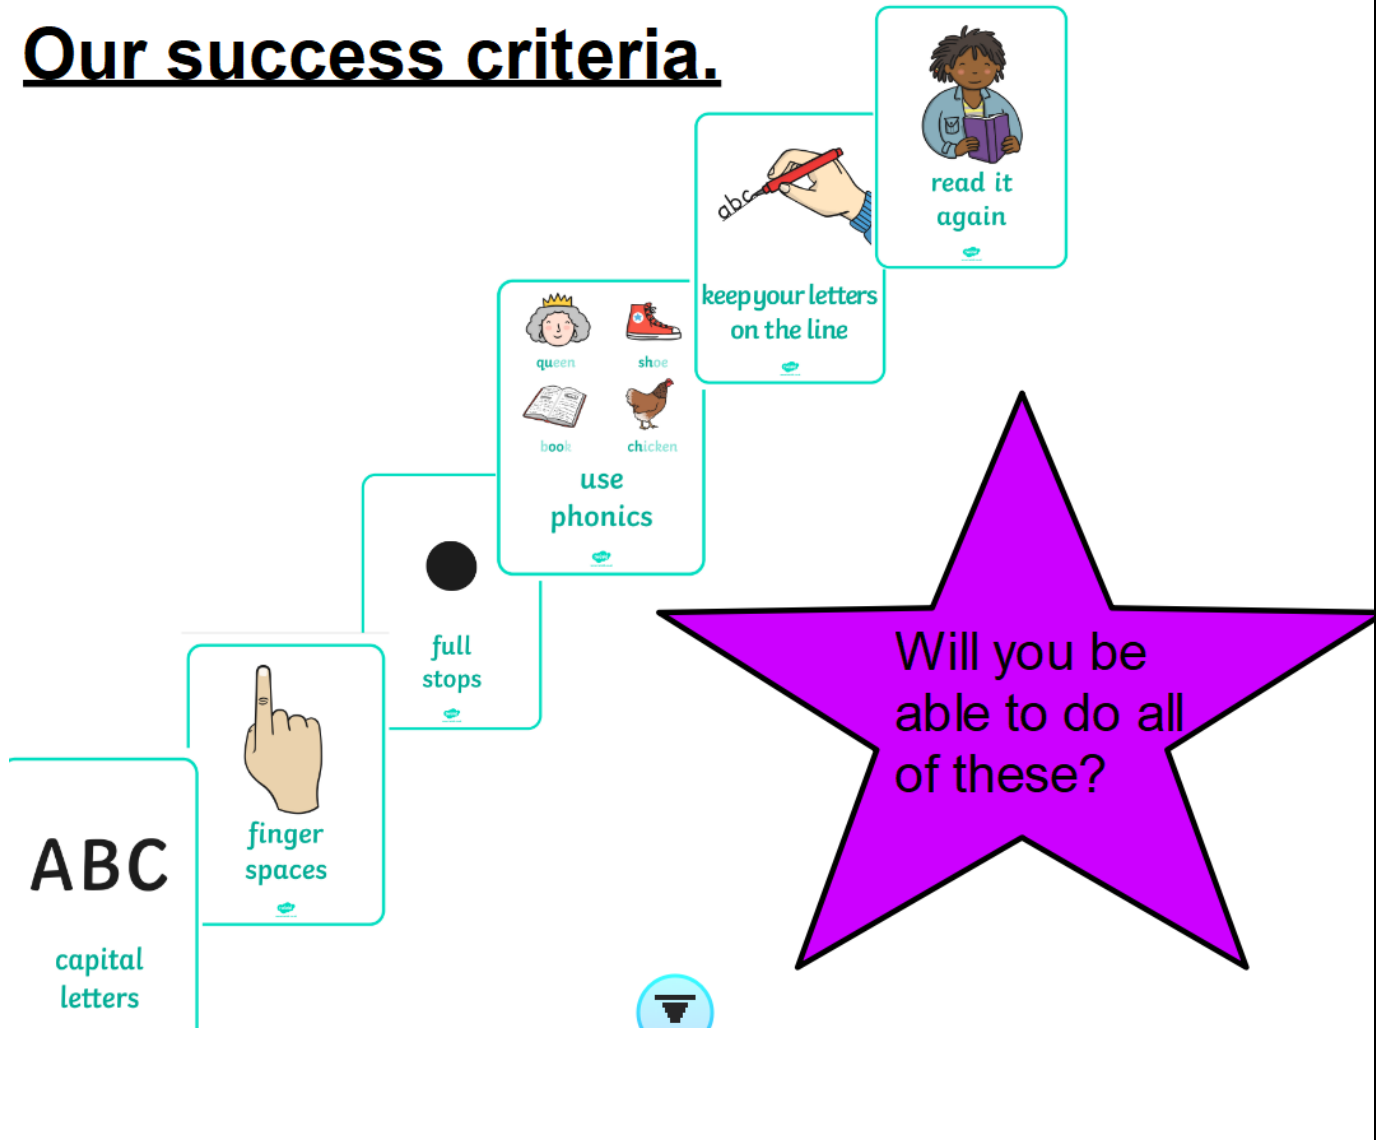 Our success criteria.
read it
again
abc
keep your letters
on the line
queen
shoe
book
chicken
use
phonics
full
stops
finger
spaces
ABC
capital
letters
Will you be
able to do all
of these?